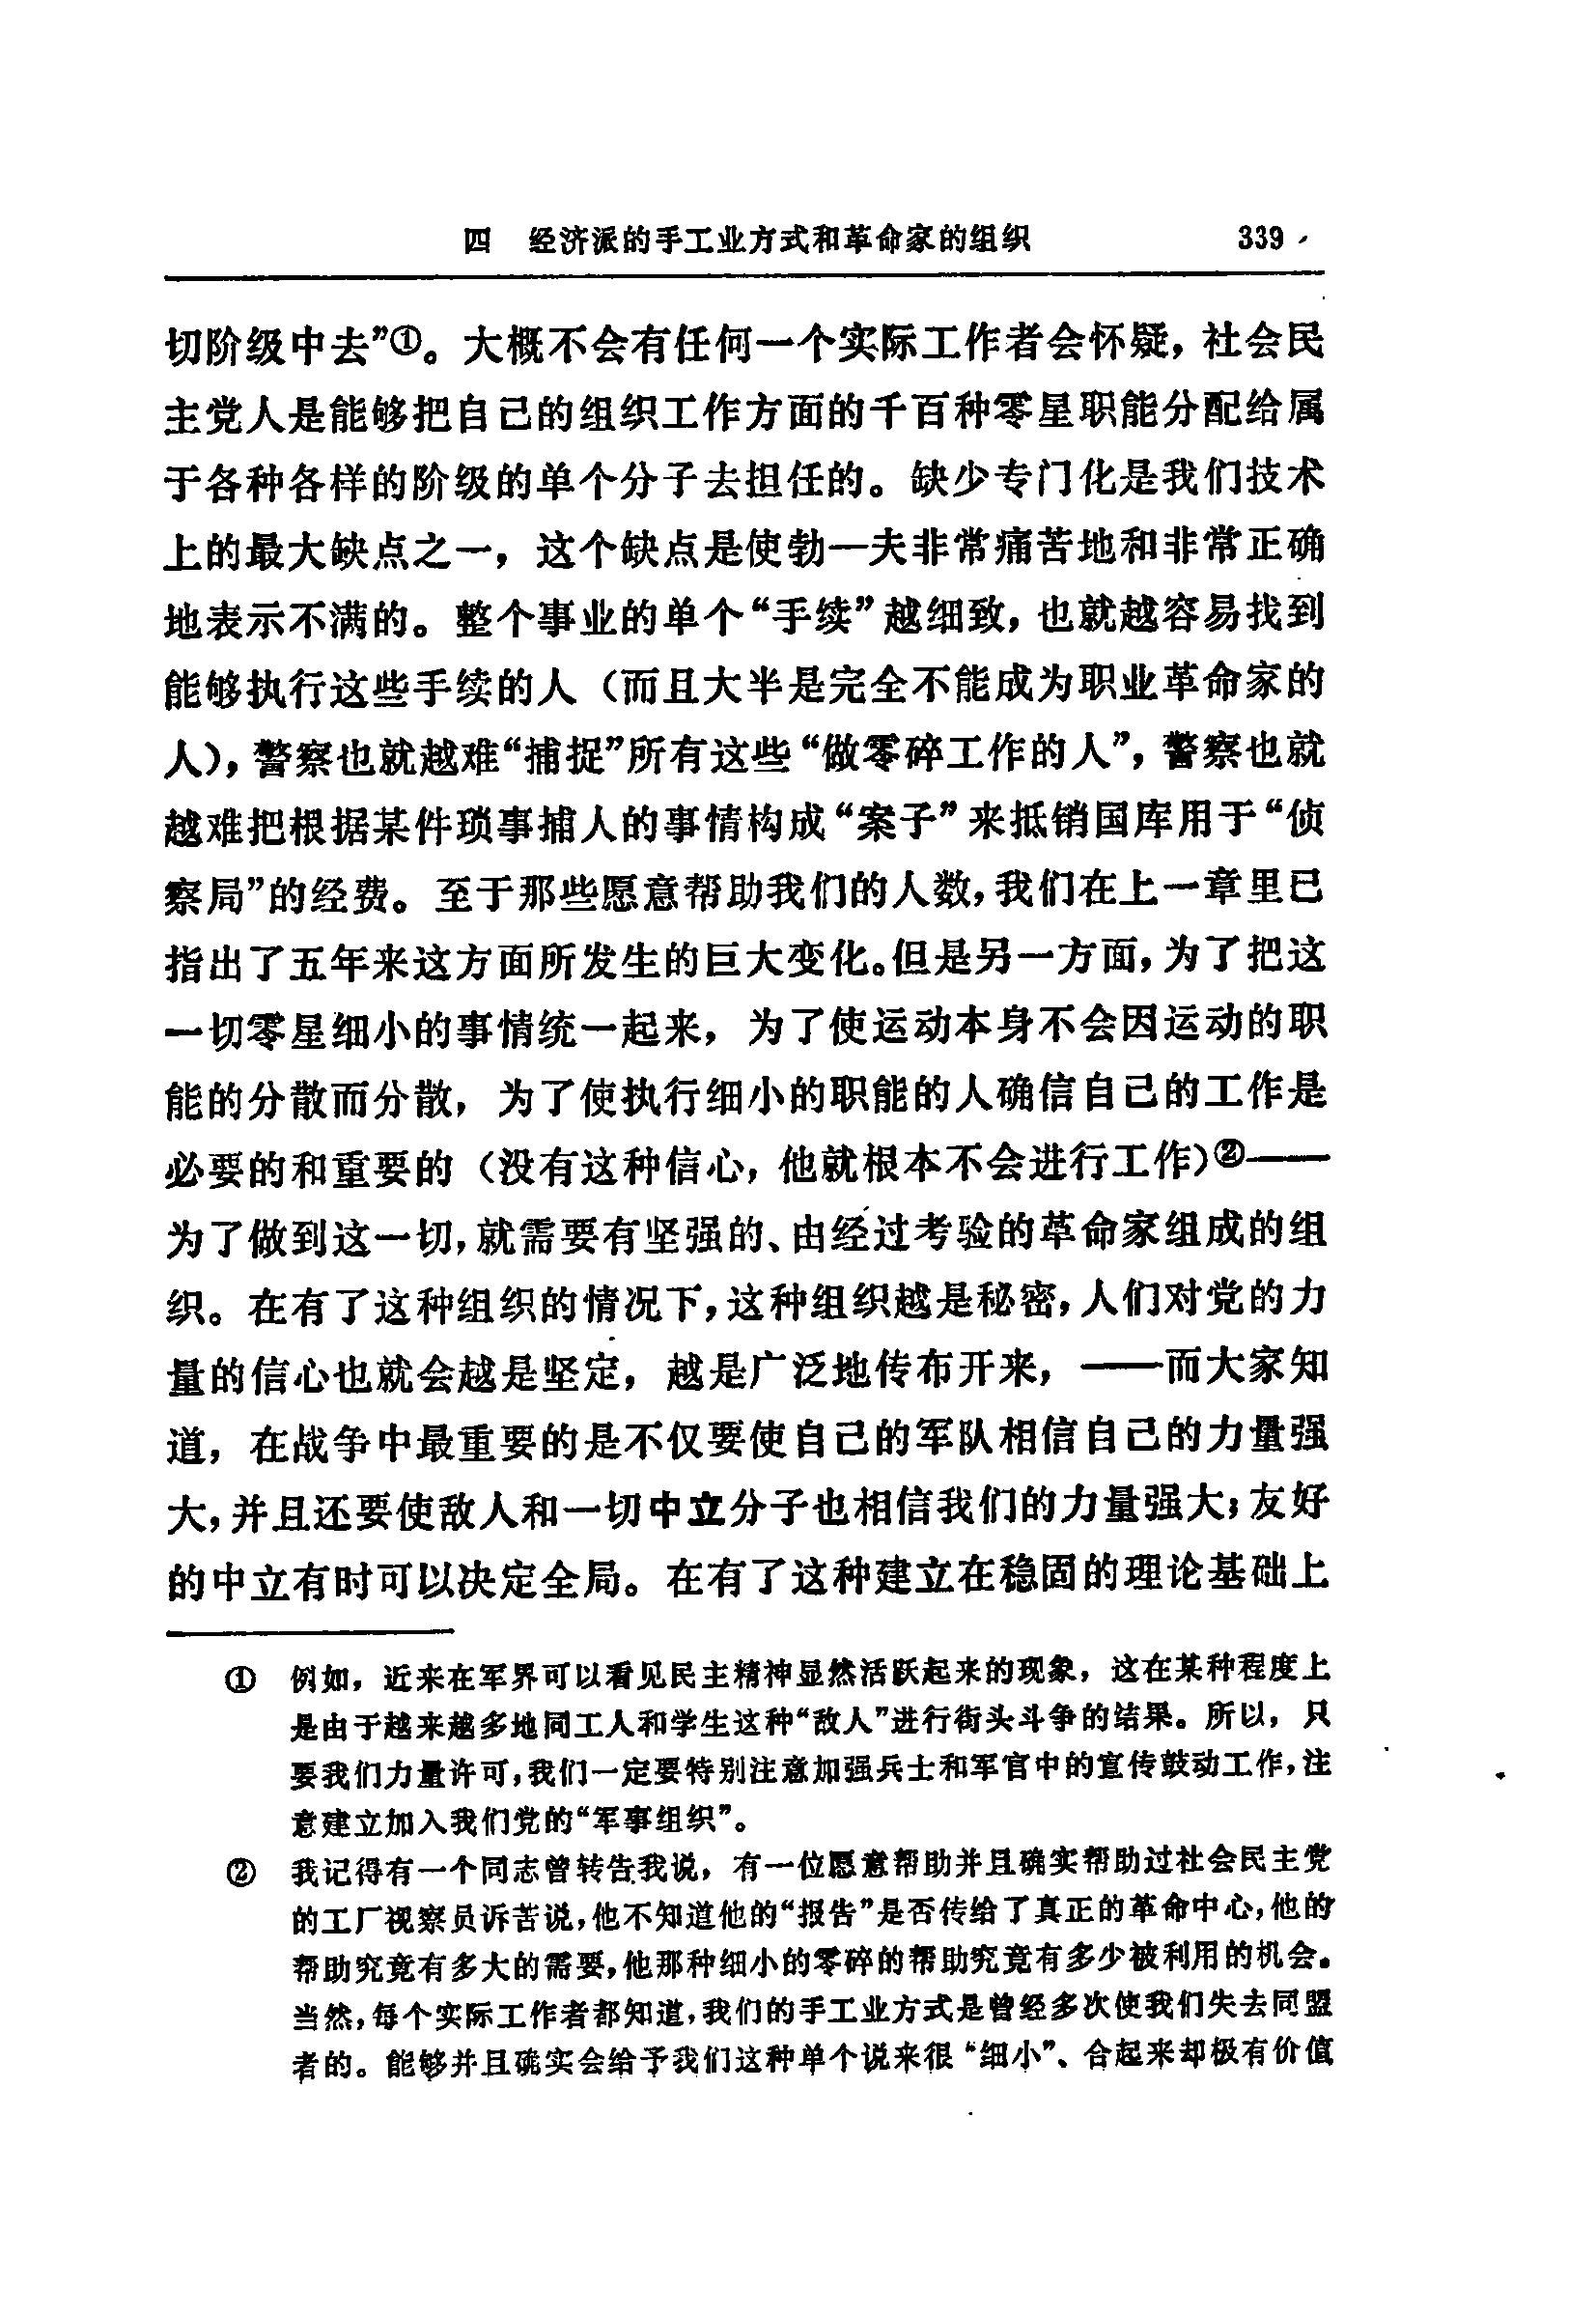 四　经济派的手工业方式和革命家的组织　339
切阶级中去”①。大概不会有任何一个实际工作者会怀疑，社会民
主党人是能够把自己的组织工作方面的千百种零星职能分配给属
于各种各样的阶级的单个分子去担任的。缺少专门化是我们技术
上的最大缺点之一，这个缺点是使勃—夫非常痛苦地和非常正确
地表示不满的。整个事业的单个“手续”越细致，也就越容易找到
能够执行这些手续的人（而且大半是完全不能成为职业革命家的
人），警察也就越难“捕捉”所有这些“做零碎工作的人”，警察也就
越难把根据某件琐事捕人的事情构成“案子”来抵销国库用于“侦
察局”的经费。至于那些愿意帮助我们的人数，我们在上一章里已
指出了五年来这方面所发生的巨大变化。但是另一方面，为了把这
一切零星细小的事情统一起来，为了使运动本身不会因运动的职
能的分散而分散，为了使执行细小的职能的人确信自己的工作是
必要的和重要的（没有这种信心，他就根本不会进行工作）②——
为了做到这一切，就需要有坚强的、由经过考验的革命家组成的组
织。在有了这种组织的情况下，这种组织越是秘密，人们对党的力
量的信心也就会越是坚定，越是广泛地传布开来，——而大家知
道，在战争中最重要的是不仅要使自己的军队相信自己的力量强
大，并且还要使敌人和一切中立分子也相信我们的力量强大；友好
的中立有时可以决定全局。在有了这种建立在稳固的理论基础上
①　例如，近来在军界可以看见民主精神显然活跃起来的现象，这在某种程度上
是由于越来越多地同工人和学生这种“敌人”进行街头斗争的结果。所以，只
要我们力量许可，我们一定要特别注意加强兵士和军官中的宣传鼓动工作，注
意建立加入我们党的“军事组织”。
②　我记得有一个同志曾转告我说，有一位愿意帮助并且确实帮助过社会民主党
的工厂视察员诉苦说，他不知道他的“报告”是否传给了真正的革命中心，他的
帮助究竟有多大的需要，他那种细小的零碎的帮助究竟有多少被利用的机会。
当然，每个实际工作者都知道，我们的手工业方式是曾经多次使我们失去同盟
者的。能够并且确实会给予我们这种单个说来很“细小”、合起来却极有价值